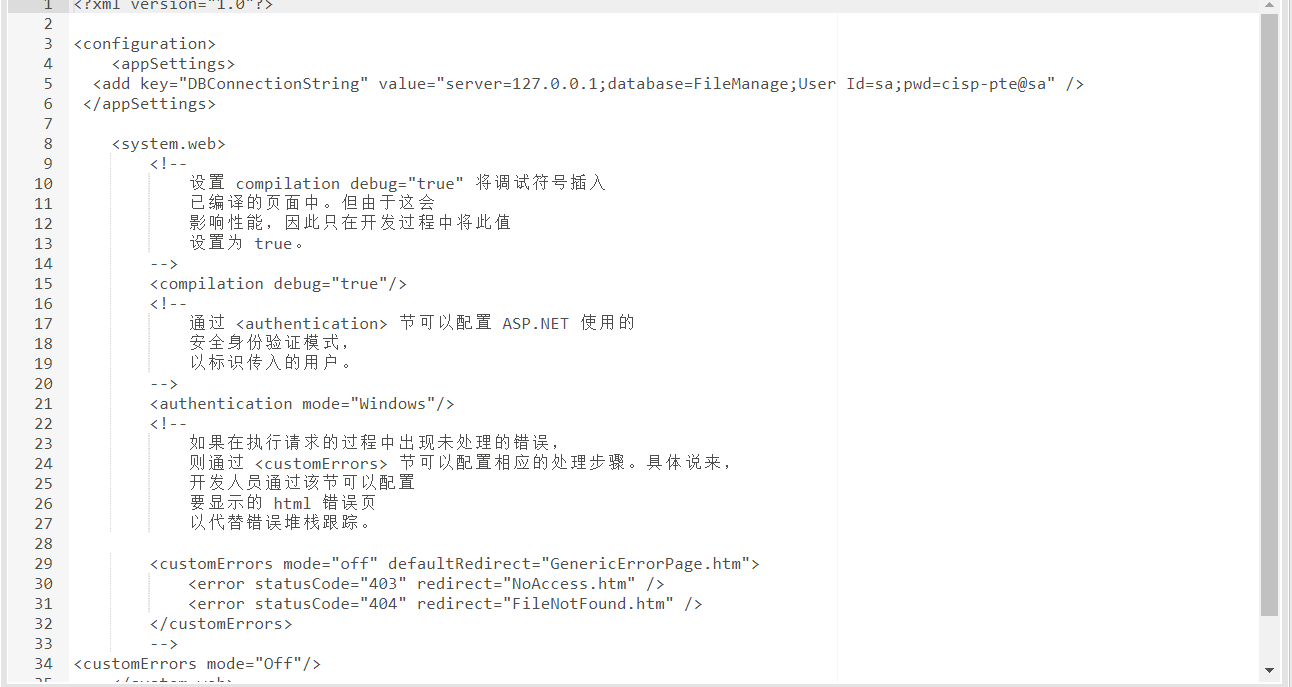 1 <?xml version="1.0"?>
2
3 <configuration>
4     <appSettings>
5   <add key="DBConnectionString" value="server=127.0.0.1;database=FileManage;User Id=sa;pwd=cisp-pte@sa" />
6  </appSettings>
7
8     <system.web>
9         <!--
10             设置 compilation debug="true" 将调试符号插入
11             已编译的页面中。但由于这会
12             影响性能，因此只在开发过程中将此值
13             设置为 true。
14         -->
15         <compilation debug="true"/>
16         <!--
17             通过 <authentication> 节可以配置 ASP.NET 使用的
18             安全身份验证模式，
19             以标识传入的用户。
20         -->
21         <authentication mode="Windows"/>
22         <!--
23             如果在执行请求的过程中出现未处理的错误，
24             则通过 <customErrors> 节可以配置相应的处理步骤。具体说来，
25             开发人员通过该节可以配置
26             要显示的 html 错误页
27             以代替错误堆栈跟踪。
28
29         <customErrors mode="off" defaultRedirect="GenericErrorPage.htm">
30             <error statusCode="403" redirect="NoAccess.htm" />
31             <error statusCode="404" redirect="FileNotFound.htm" />
32         </customErrors>
33         -->
34 <customErrors mode="Off"/>
35     </system.web>